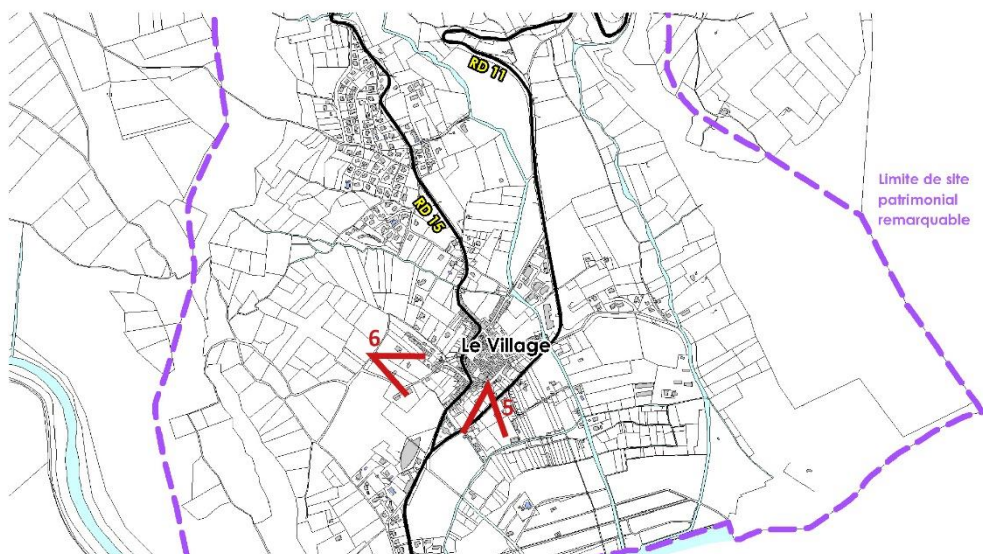 RD 11
Limite de site
patrimonial
remarquable
RD 15
6
Le Village
5